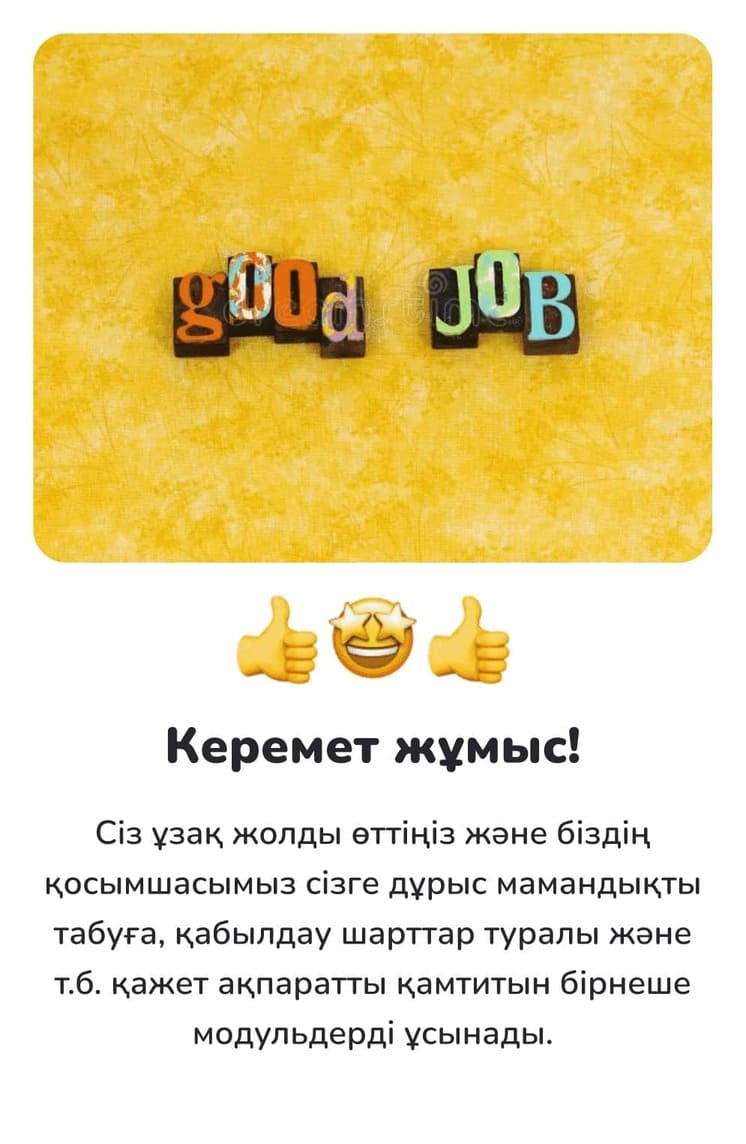 gOOd JOB
dreamstime
Керемет жұмыс!
Сіз ұзақ жолды өттіңіз және біздің
қосымшасымыз сізге дұрыс мамандықты
табуға, қабылдау шарттар туралы және
т.б. қажет ақпаратты қамтитын бірнеше
модульдерді ұсынады.